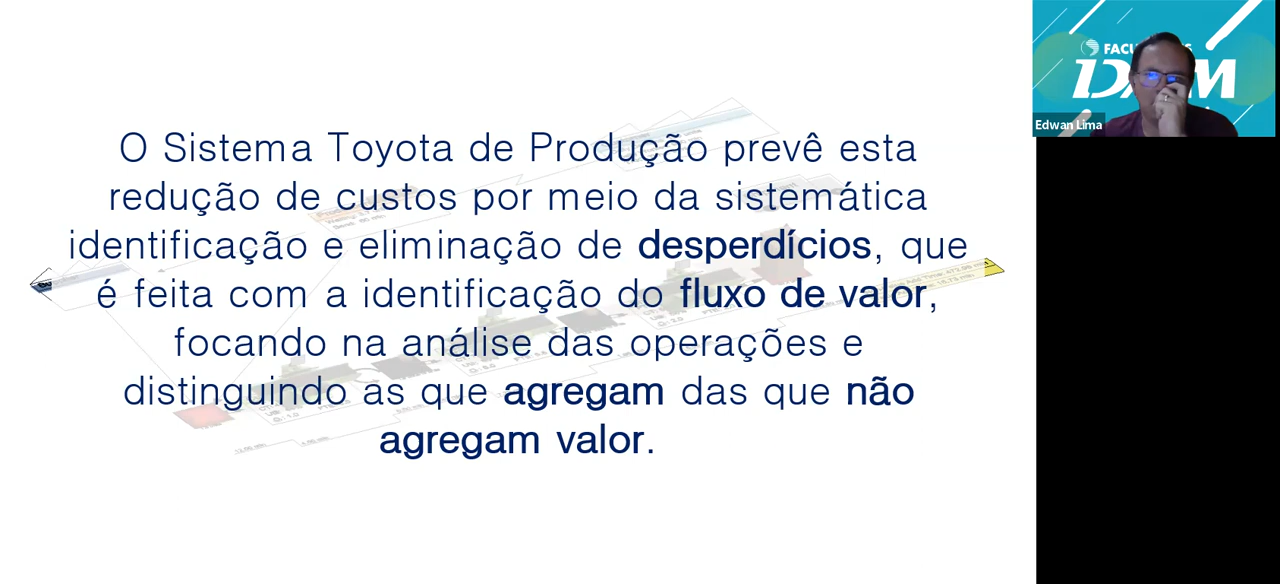 O Sistema Toyota de Produção prevê esta
redução de custos por meio da sistemática
identificação e eliminação de desperdícios, que
é feita com a identificação do fluxo de valor,
focando na análise das operações e
distinguindo as que agregam das que não
agregam valor.
Edwan Lima